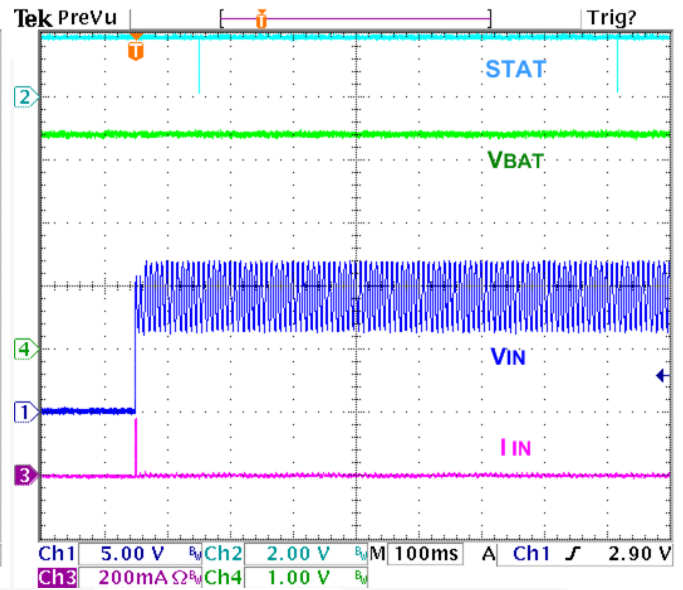 Tek PreVu T Trig?
T
STAT
2
VBAT
4
VIN
1
I IN
3
Ch1 5.00 V BW Ch2 2.00 V BW M 100ms A Ch1 ʃ 2.90 V
Ch3 200mA Ω BW Ch4 1.00 V BW